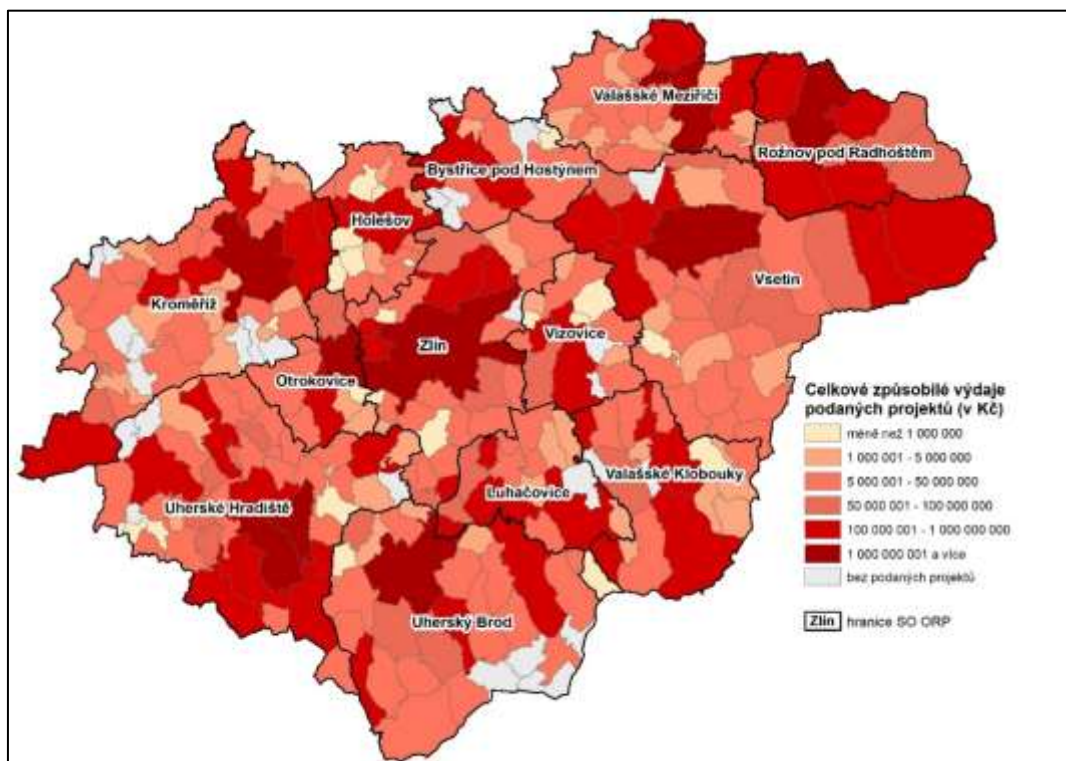 Valašské Meziříčí
Rožnov pod Radhoštěm
Bystřice pod Hostýnem
Holešov
Kroměříž
Vsetín
Zlín
Vizovice
Otrokovice
Valašské Klobouky
Luhačovice
Uherské Hradiště
Uherský Brod
Celkové způsobilé výdaje
podaných projektů (v Kč)
méně než 1 000 000
1 000 001 - 5 000 000
5 000 001 - 50 000 000
50 000 001 - 100 000 000
100 000 001 - 1 000 000 000
1 000 000 001 a více
bez podaných projektů
Zlín hranice SO ORP